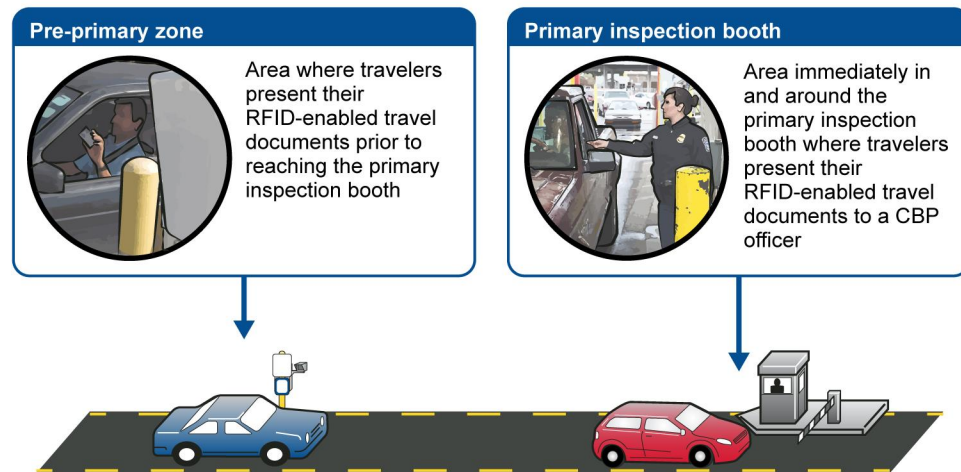 Pre-primary zone
Area where travelers
present their
RFID-enabled travel
documents prior to
reaching the primary
inspection booth
Primary inspection booth
Area immediately in
and around the
primary inspection
booth where travelers
present their
RFID-enabled travel
documents to a CBP
officer